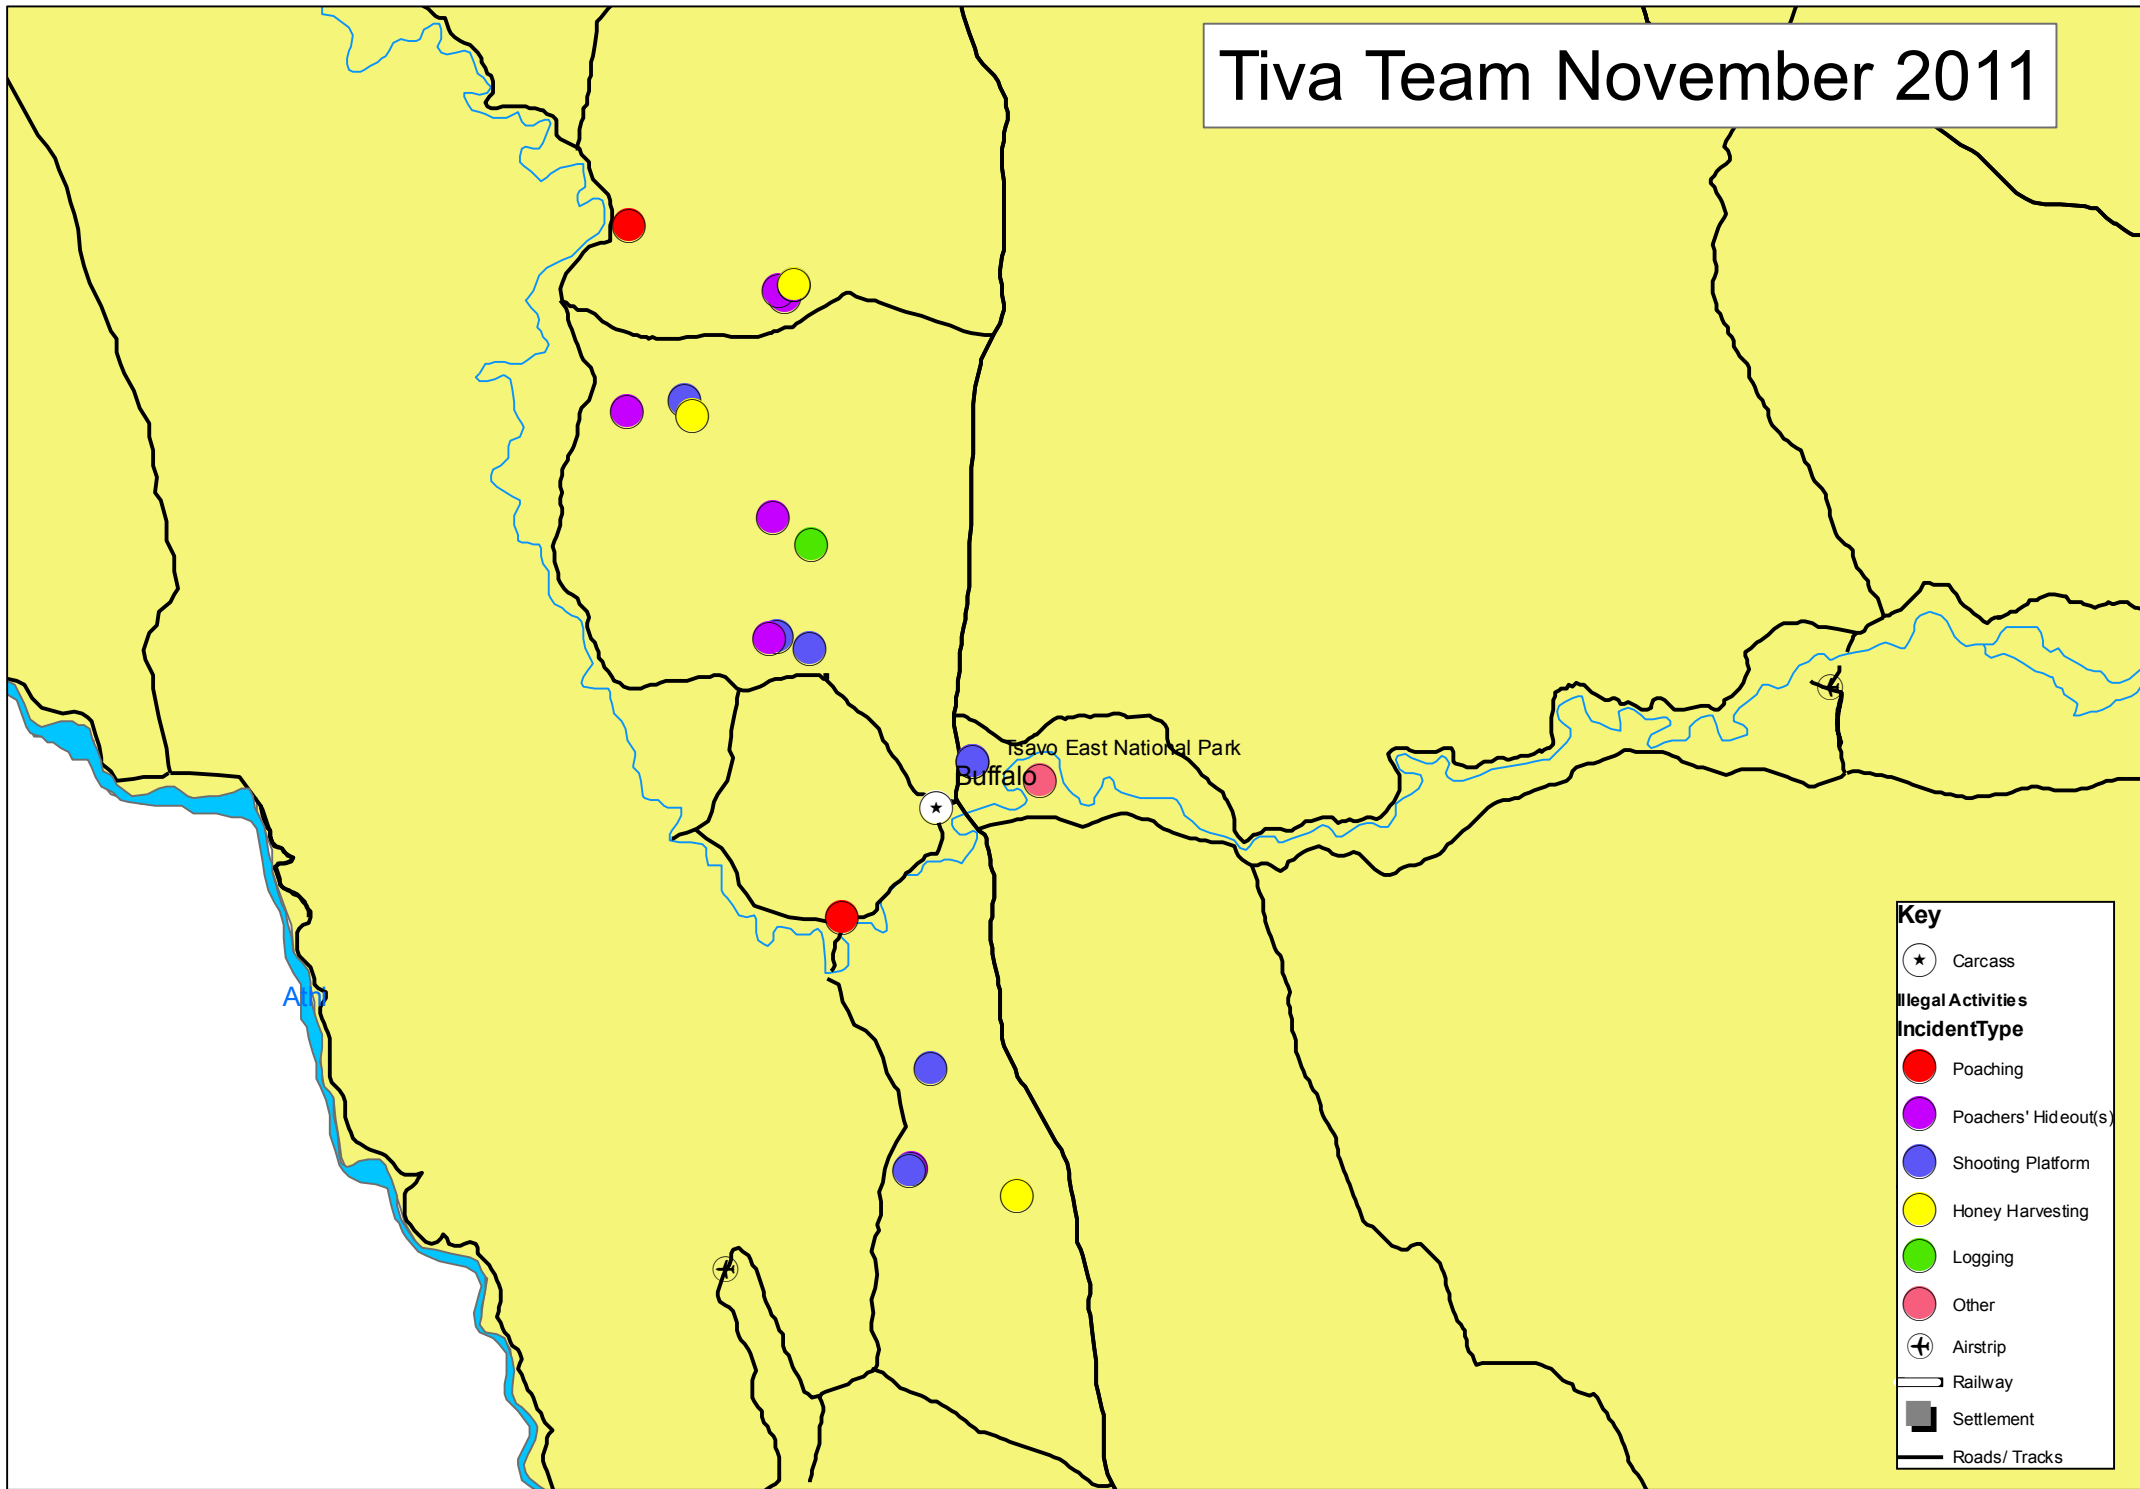 Tiva Team November 2011
Tsavo East National Park
Buffalo
Athi
Key
Carcass
Illegal Activities
IncidentType
Poaching
Poachers' Hideout(s)
Shooting Platform
Honey Harvesting
Logging
Other
Airstrip
Railway
Settlement
Roads/ Tracks